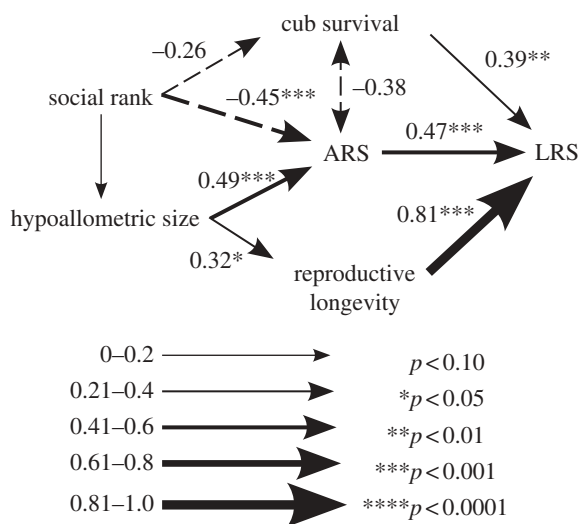 cub survival
–0.26
0.39**
social rank
–0.45***
–0.38
0.47***
ARS
LRS
0.49***
hypoallometric size
0.81***
0.32*
reproductive
longevity
0–0.2
p<0.10
0.21–0.4
*p<0.05
0.41–0.6
**p<0.01
0.61–0.8
***p<0.001
0.81–1.0
****p<0.0001